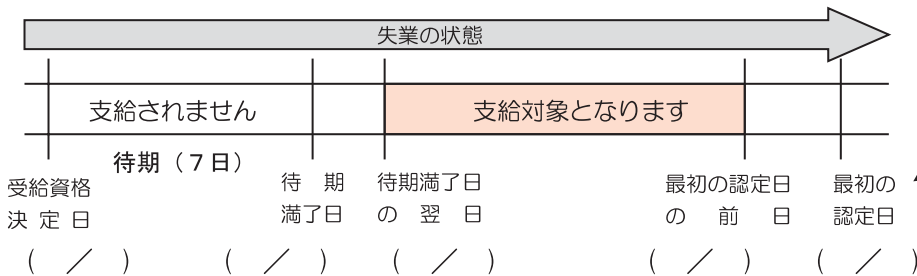 失業の状態
支給されません
支給対象となります
待期（７日）
受給資格
決定日
待期
満了日
待期満了日
の翌日
最初の認定日
の前日
最初の
認定日
（　／　）
（　／　）
（　／　）
（　／　）
（　／　）